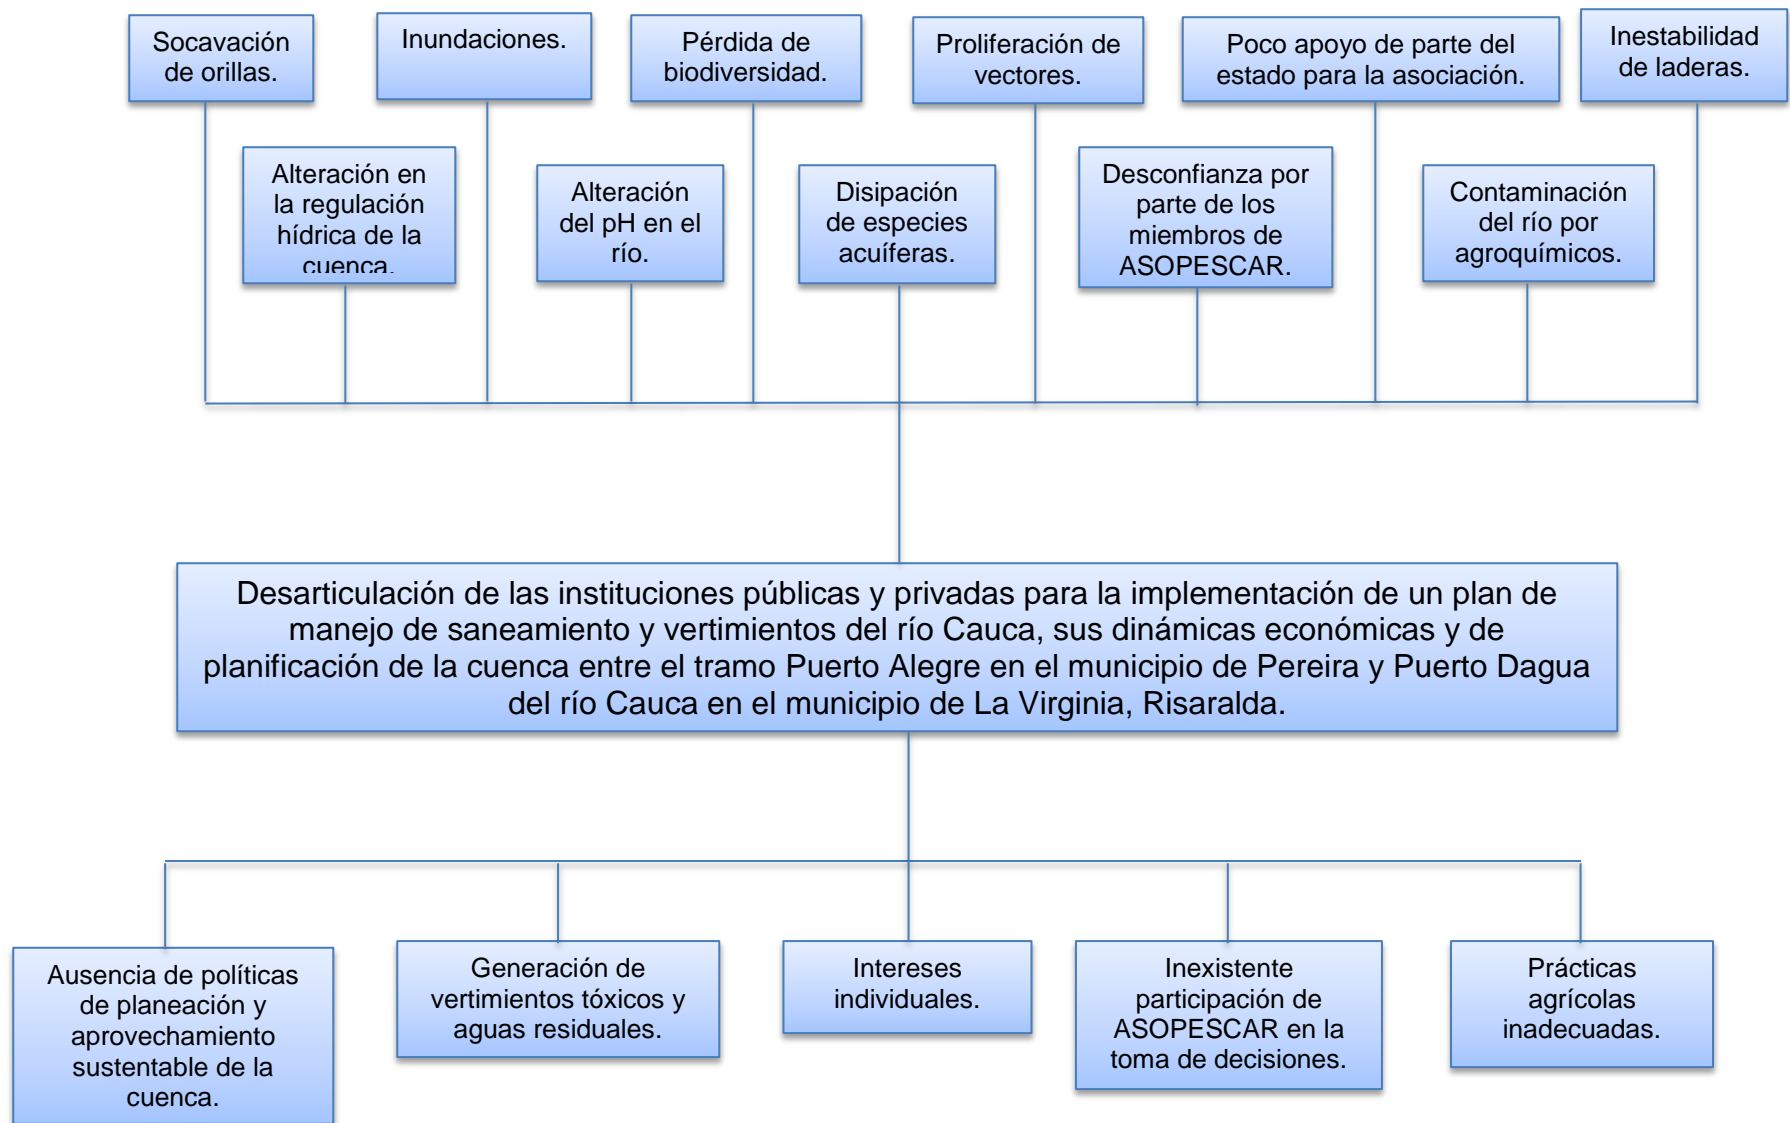 Socavación
de orillas.
Inundaciones.
Pérdida de
biodiversidad.
Proliferación de
vectores.
Poco apoyo de parte del
estado para la asociación.
Inestabilidad
de laderas.
Alteración en
la regulación
hídrica de la
cuenca.
Alteración
del pH en el
río.
Disipación
de especies
acuíferas.
Desconfianza por
parte de los
miembros de
ASOPESCAR.
Contaminación
del río por
agroquímicos.
Desarticulación de las instituciones públicas y privadas para la implementación de un plan de
manejo de saneamiento y vertimientos del río Cauca, sus dinámicas económicas y de
planificación de la cuenca entre el tramo Puerto Alegre en el municipio de Pereira y Puerto Dagua
del río Cauca en el municipio de La Virginia, Risaralda.
Ausencia de políticas
de planeación y
aprovechamiento
sustentable de la
cuenca.
Generación de
vertimientos tóxicos y
aguas residuales.
Intereses
individuales.
Inexistente
participación de
ASOPESCAR en la
toma de decisiones.
Prácticas
agrícolas
inadecuadas.